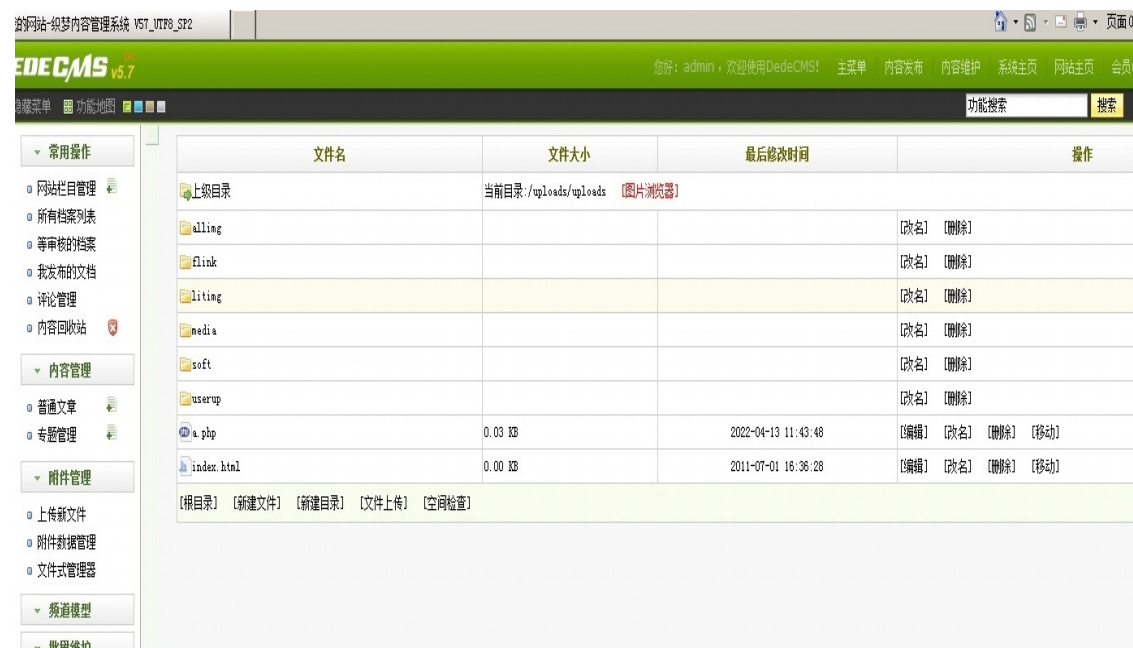 的网站-织梦内容管理系统 V57_UTF8_SP2
页面
EDECMS v5.7 SP2
您好: admin，欢迎使用DedeCMS! 主菜单 内容发布 内容维护 系统主页 网站主页 会员
隐藏菜单 功能地图 功能搜索 搜索
常用操作
网站栏目管理
所有档案列表
等审核的档案
我发布的文档
评论管理
内容回收站
内容管理
普通文章
专题管理
附件管理
上传新文件
附件数据管理
文件式管理器
频道模型
批量维护
文件名 文件大小 最后修改时间 操作
上级目录 当前目录:/uploads/uploads [图片浏览器]
allimg [改名] [删除]
flink [改名] [删除]
litimg [改名] [删除]
media [改名] [删除]
soft [改名] [删除]
userup [改名] [删除]
a.php 0.03 KB 2022-04-13 11:43:48 [编辑] [改名] [删除] [移动]
index.html 0.00 KB 2011-07-01 16:36:28 [编辑] [改名] [删除] [移动]
[根目录] [新建文件] [新建目录] [文件上传] [空间检查]